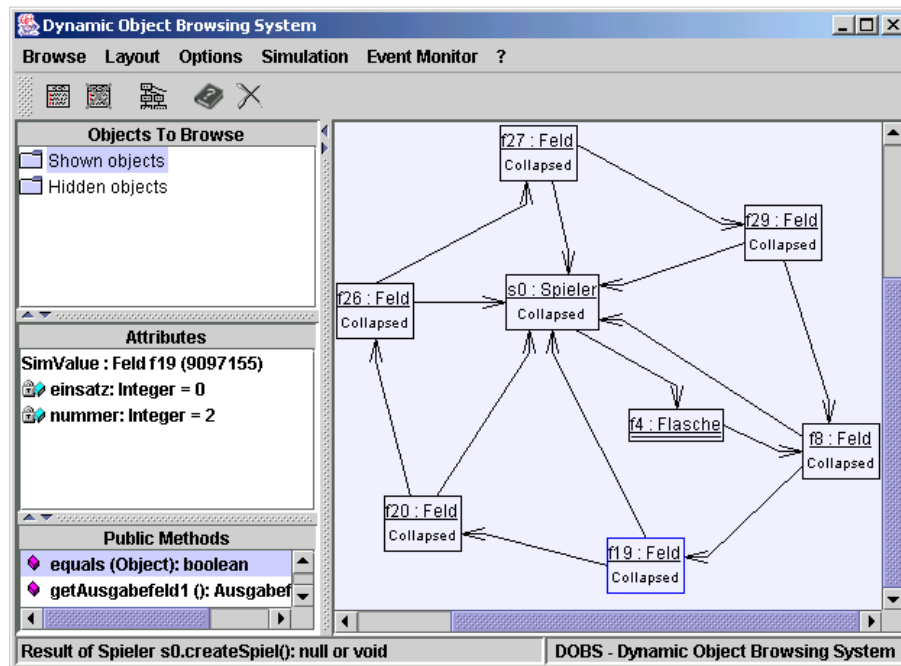 Dynamic Object Browsing System
Browse Layout Options Simulation Event Monitor ?
Objects To Browse
Shown objects
Hidden objects
Attributes
SimValue : Feld f19 (9097155)
einsatz: Integer = 0
nummer: Integer = 2
Public Methods
equals (Object): boolean
getAusgabefeld1 (): Ausgabef
f27 : Feld
Collapsed
f29 : Feld
Collapsed
s0 : Spieler
Collapsed
f26 : Feld
Collapsed
f4 : Flasche
f8 : Feld
Collapsed
f20 : Feld
Collapsed
f19 : Feld
Collapsed
Result of Spieler s0.createSpiel(): null or void
DOBS - Dynamic Object Browsing System